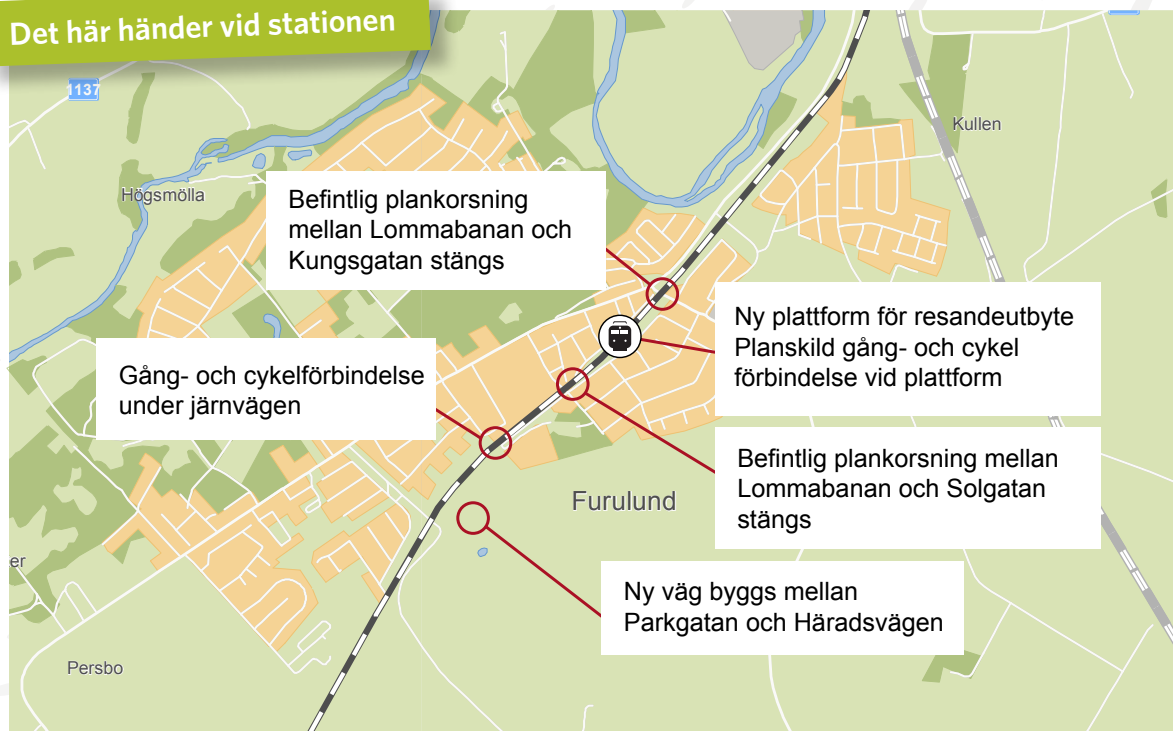 Det här händer vid stationen
1137
Kullen
Högsmölla
Befintlig plankorsning
mellan Lommabanan och
Kungsgatan stängs
Ny plattform för resandeutbyte
Planskild gång- och cykel
förbindelse vid plattform
Gång- och cykelförbindelse
under järnvägen
Befintlig plankorsning mellan
Lommabanan och Solgatan
stängs
Furulund
er
Ny väg byggs mellan
Parkgatan och Häradsvägen
Persbo